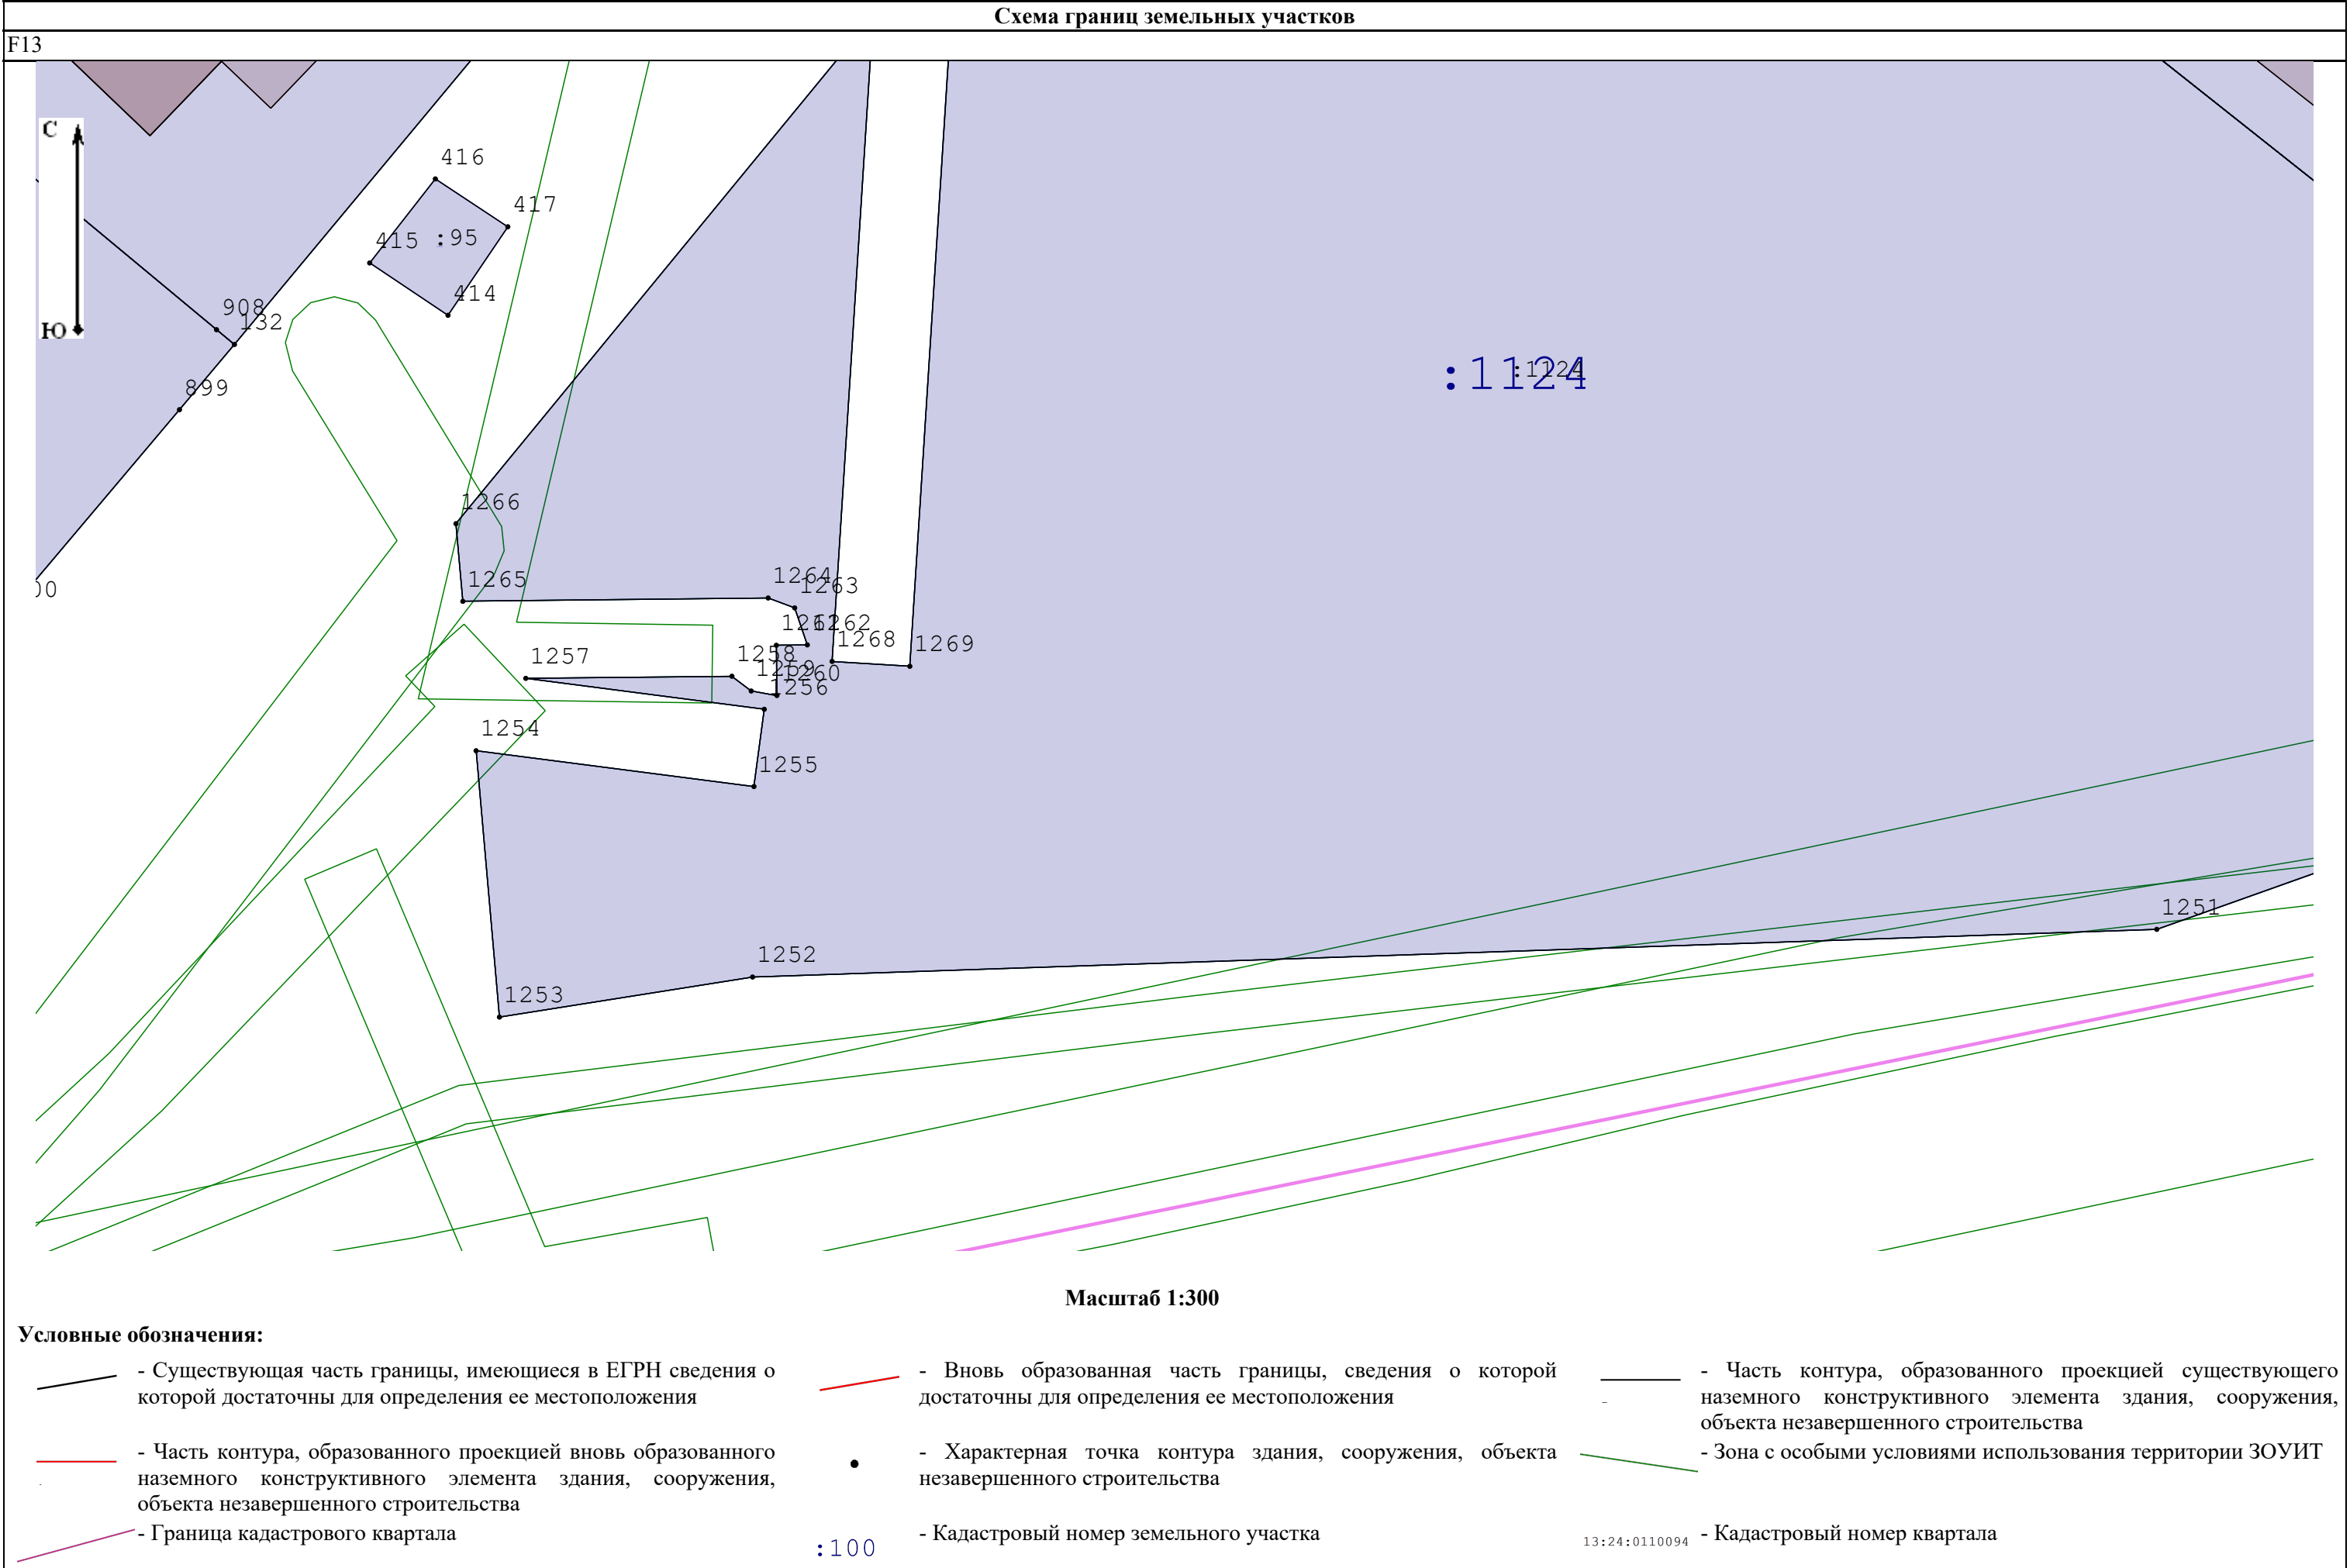 Схема границ земельных участков
F13
С
416
417
415 :95
414
Ю
908
132
899
:1124
:1124
1266
1265
1264
1263
1261
1262
1268
1269
1257
1258
1259
1260
1256
1254
1255
1251
1252
1253
Масштаб 1:300
Условные обозначения:
- Существующая часть границы, имеющиеся в ЕГРН сведения о
которой достаточны для определения ее местоположения
- Вновь образованная часть границы, сведения о которой
достаточны для определения ее местоположения
- Часть контура, образованного проекцией существующего
наземного конструктивного элемента здания, сооружения,
объекта незавершенного строительства
- Часть контура, образованного проекцией вновь образованного
наземного конструктивного элемента здания, сооружения,
объекта незавершенного строительства
- Характерная точка контура здания, сооружения, объекта
незавершенного строительства
- Зона с особыми условиями использования территории ЗОУИТ
- Граница кадастрового квартала
:100
- Кадастровый номер земельного участка
13:24:0110094
- Кадастровый номер квартала